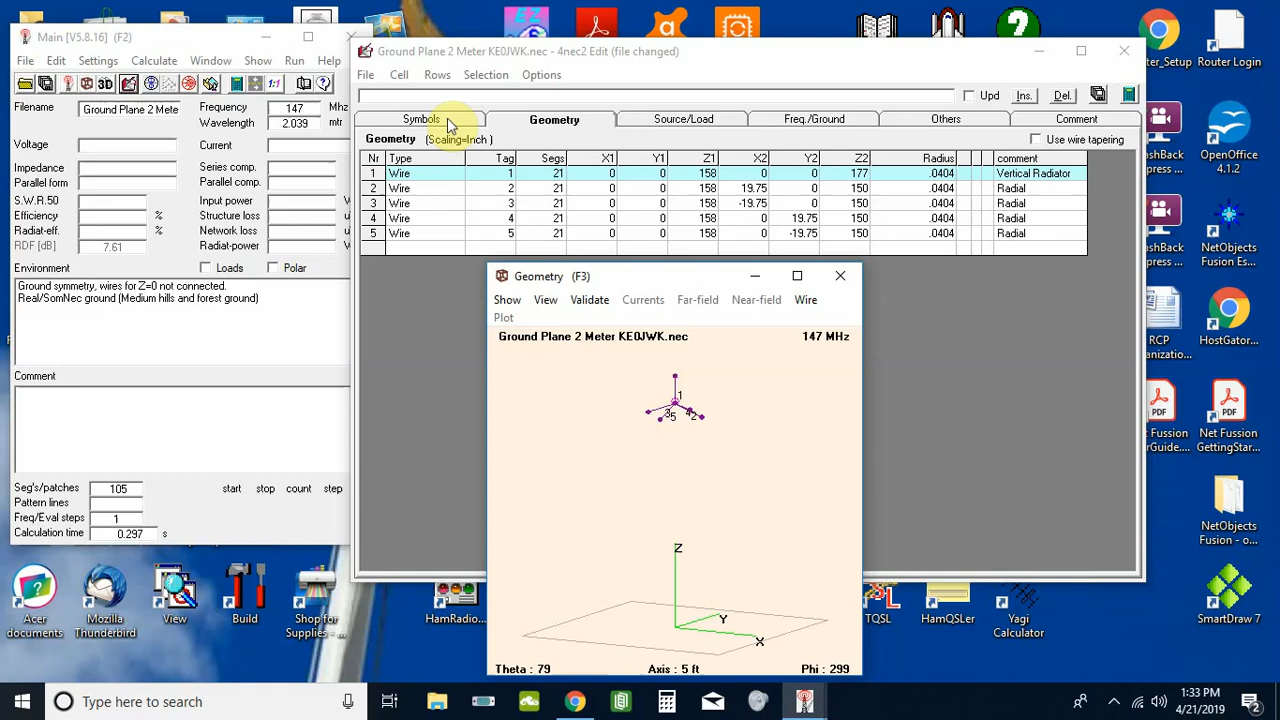 Main [V5.8.16] (F2)
File Edit Settings Calculate Window Show Run Help
3D 1:1
Filename Ground Plane 2 Mete Frequency 147 Mhz
Wavelength 2.039 mtr
Voltage Current
Impedance Series comp.
Parallel form Parallel comp.
S.W.R.50 Input power
Efficiency % Structure loss
Radiat-eff. % Network loss
RDF [dB] 7.61 Radiat-power
Environment Loads Polar
Ground symmetry, wires for Z=0 not connected.
Real/SomNec ground (Medium hills and forest ground)
Comment
Seg's/patches 105 start stop count step
Pattern lines
Freq/Eval steps 1
Calculation time 0.297 s
Ground Plane 2 Meter KE0JWK.nec - 4nec2 Edit (file changed)
File Cell Rows Selection Options
Upd Ins. Del.
Symbols Geometry Source/Load Freq./Ground Others Comment
Geometry (Scaling=Inch ) Use wire tapering
Nr Type Tag Segs X1 Y1 Z1 X2 Y2 Z2 Radius comment
1 Wire 1 21 0 0 158 0 0 177 .0404 Vertical Radiator
2 Wire 2 21 0 0 158 19.75 0 150 .0404 Radial
3 Wire 3 21 0 0 158 -19.75 0 150 .0404 Radial
4 Wire 4 21 0 0 158 0 19.75 150 .0404 Radial
5 Wire 5 21 0 0 158 0 -19.75 150 .0404 Radial
Geometry (F3)
Show View Validate Currents Far-field Near-field Wire
Plot
Ground Plane 2 Meter KE0JWK.nec 147 MHz
1
3 5 4 2
Z
Y
X
Theta : 79 Axis : 5 ft Phi : 299
Router Login
OpenOffice
4.1.2
NetObjects
Fusion Es...
HostGator...
Net Fussion
GettingStar...
NetObjects
Fusion - o...
SmartDraw 7
Acer
documents
Mozilla
Thunderbird
View
Build
Shop for
Supplies - ...
HamRadio...
TQSL
HamQSLer
Yagi
Calculator
Type here to search
1:33 PM
4/21/2019
2